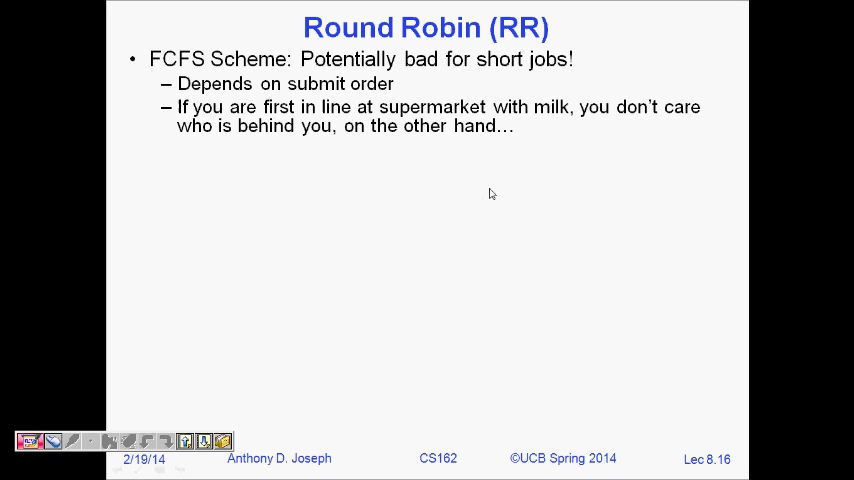 Round Robin (RR)
• FCFS Scheme: Potentially bad for short jobs!
– Depends on submit order
– If you are first in line at supermarket with milk, you don't care
who is behind you, on the other hand…
2/19/14 Anthony D. Joseph CS162 ©UCB Spring 2014 Lec 8.16